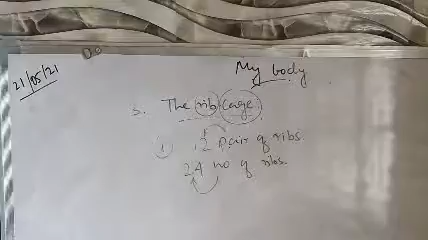 21/05/21
My body
3. The rib cage.
1 12 pair of ribs.
24 no of ribs.